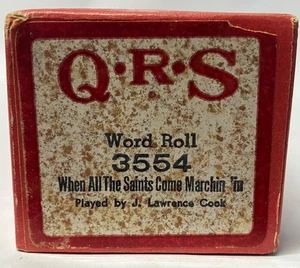 Q·R·S
Word Roll
3554
When All The Saints Come Marchin 'in
Played by J. Lawrence Cook